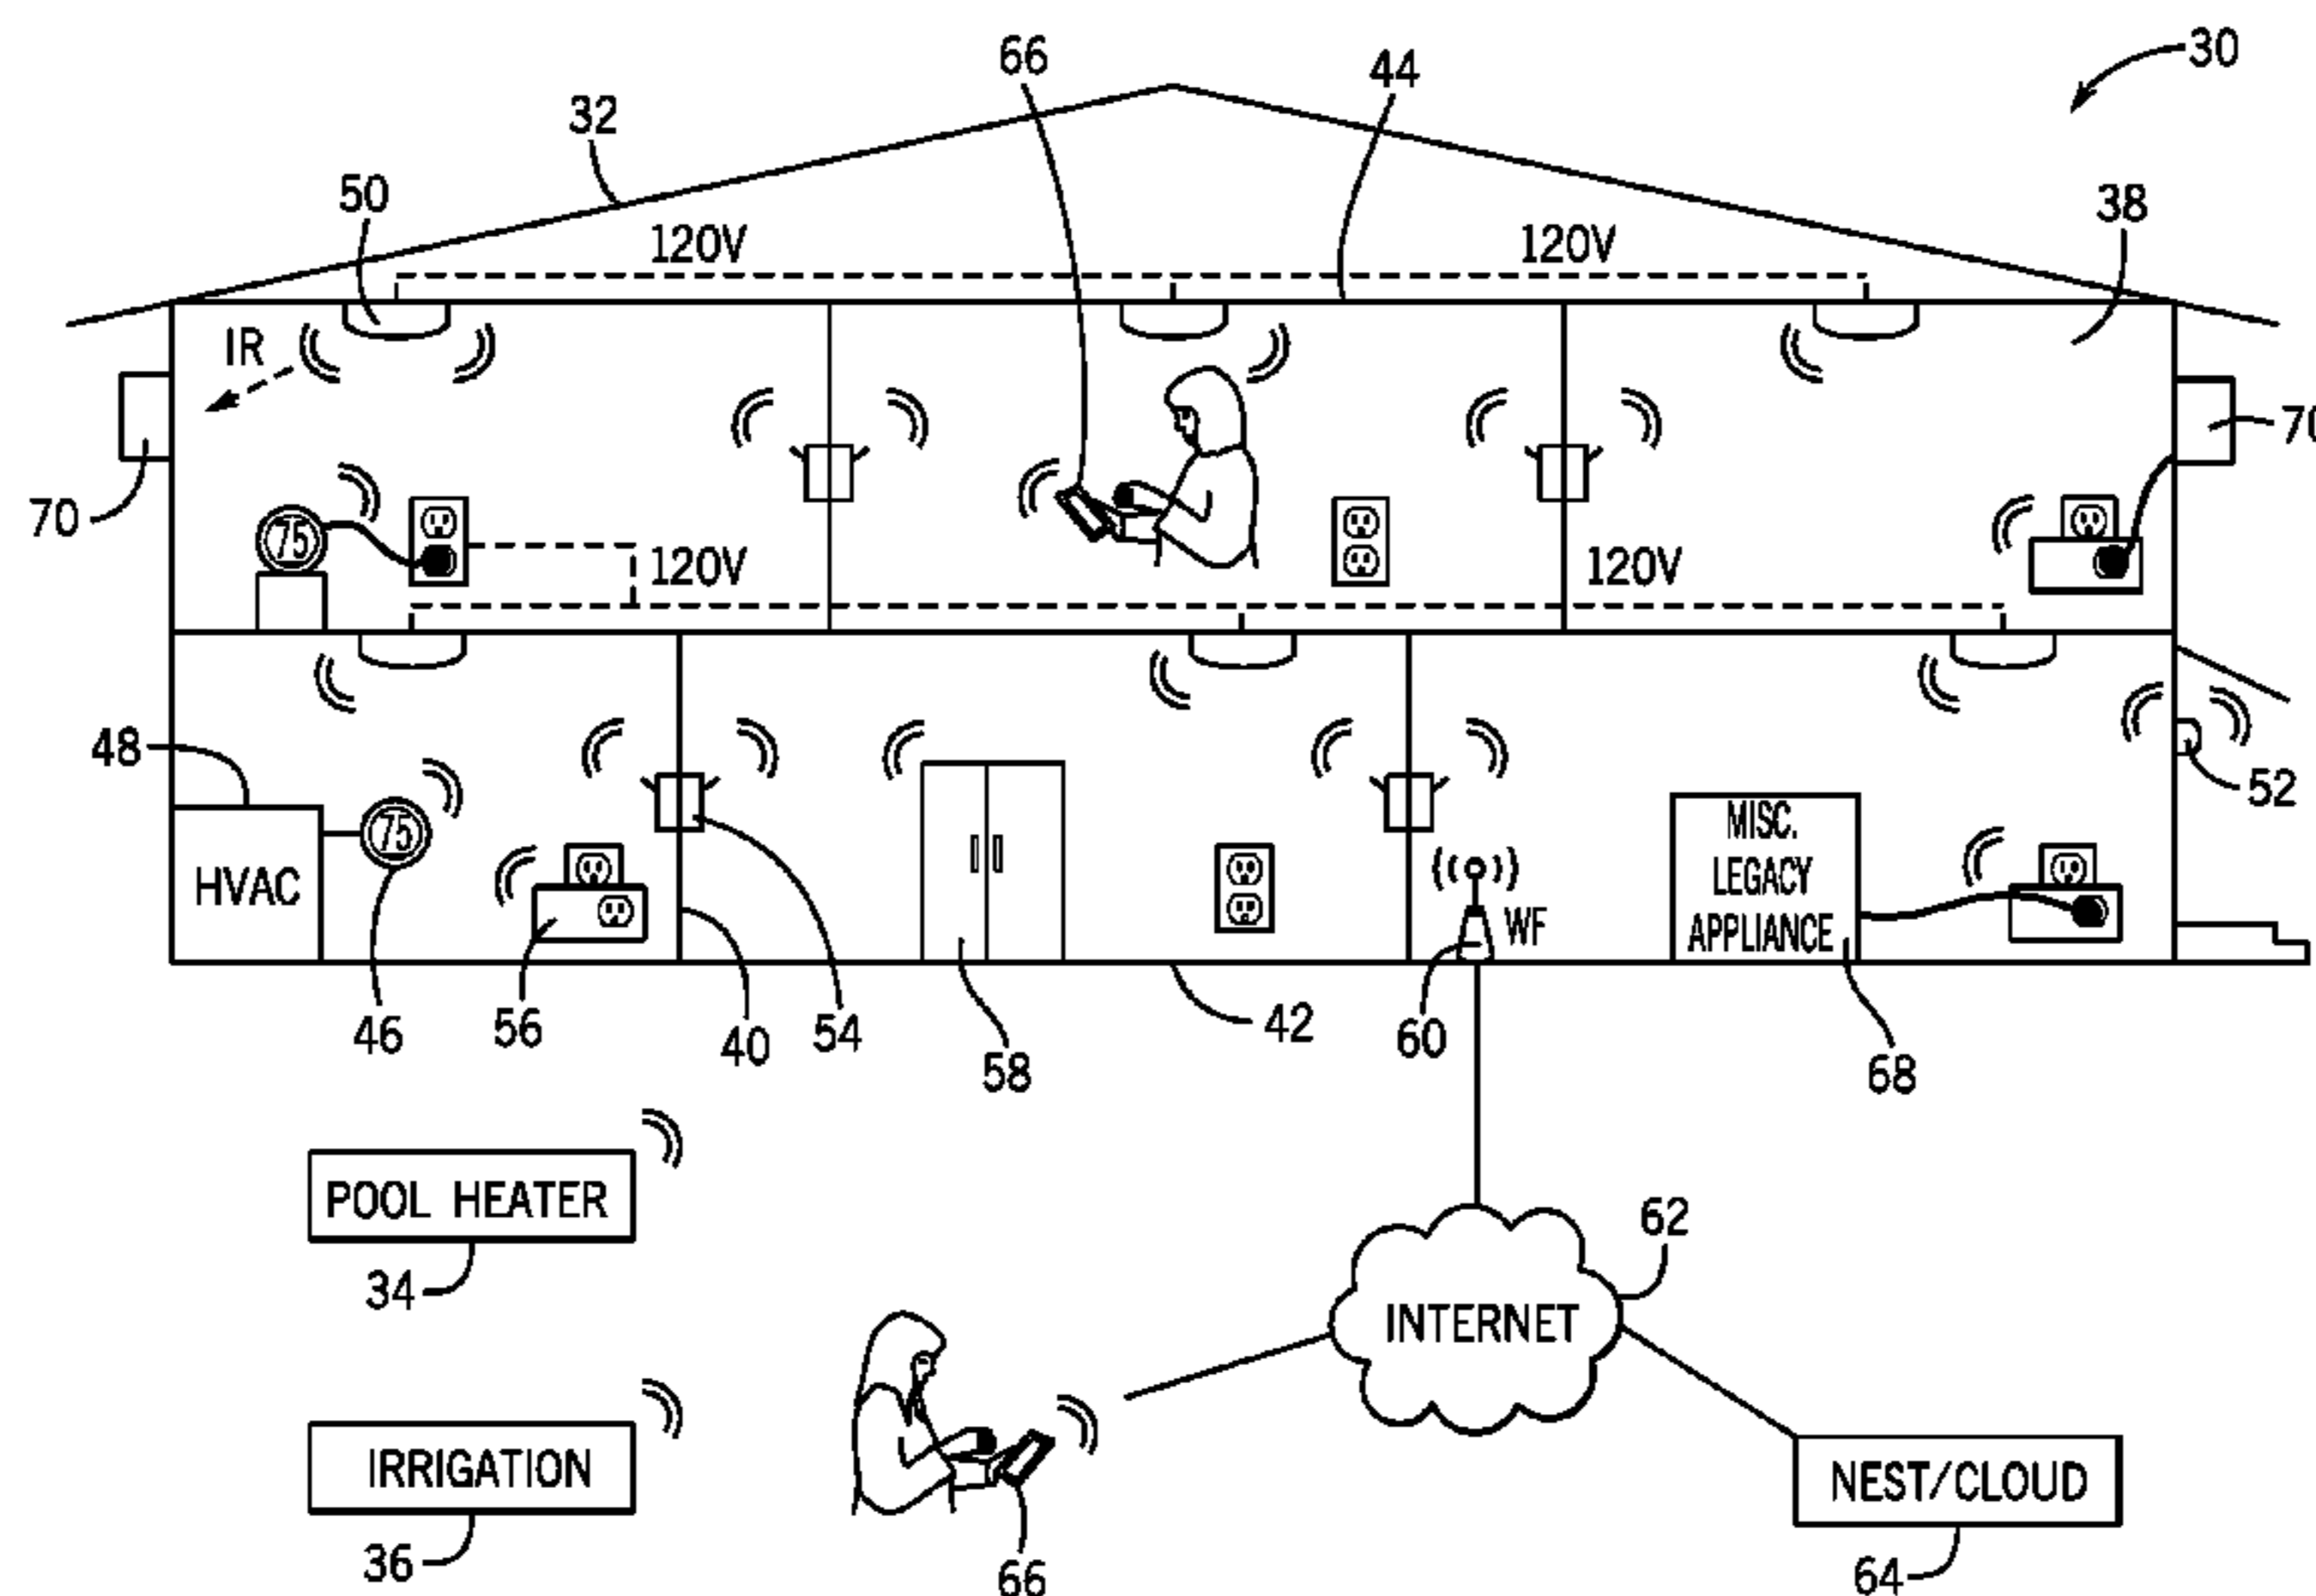 66
44
30
32
50
38
120V
120V
IR
70
70
75
120V
120V
48
52
75
HVAC
MISC.
LEGACY
APPLIANCE
WF
46
56
40
54
58
42
60
68
POOL HEATER
34
62
INTERNET
IRRIGATION
36
66
NEST/CLOUD
64